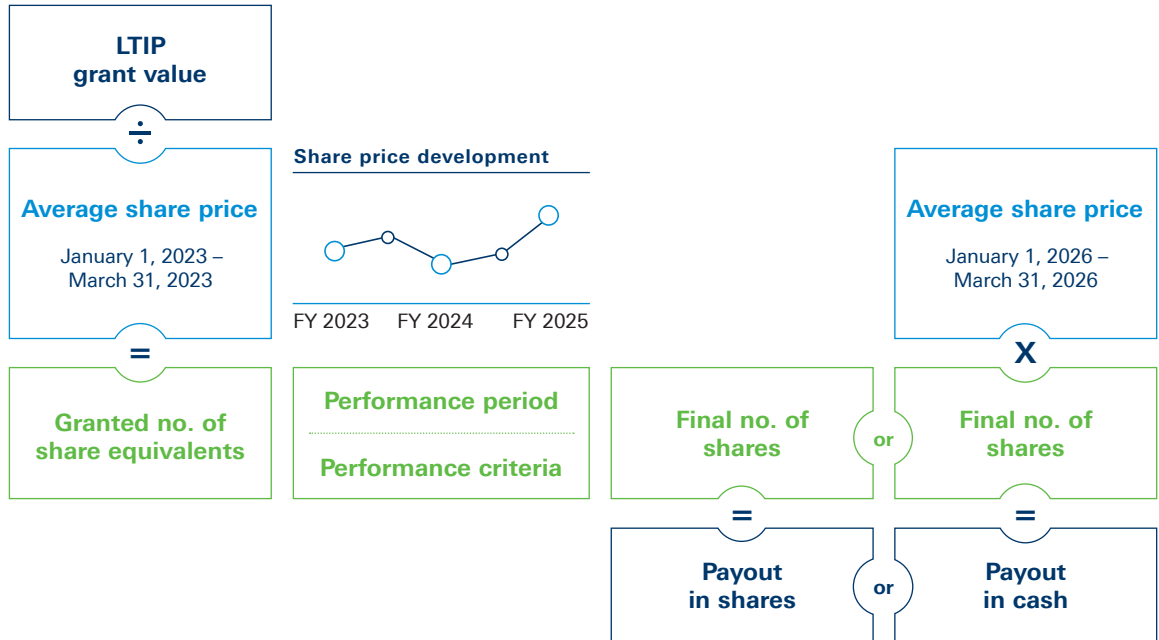 LTIP
grant value
÷
Average share price
January 1, 2023 –
March 31, 2023
=
Granted no. of
share equivalents
Share price development
FY 2023 FY 2024 FY 2025
Performance period
Performance criteria
Final no. of
shares
=
Payout
in shares
or
or
Average share price
January 1, 2026 –
March 31, 2026
X
Final no. of
shares
=
Payout
in cash